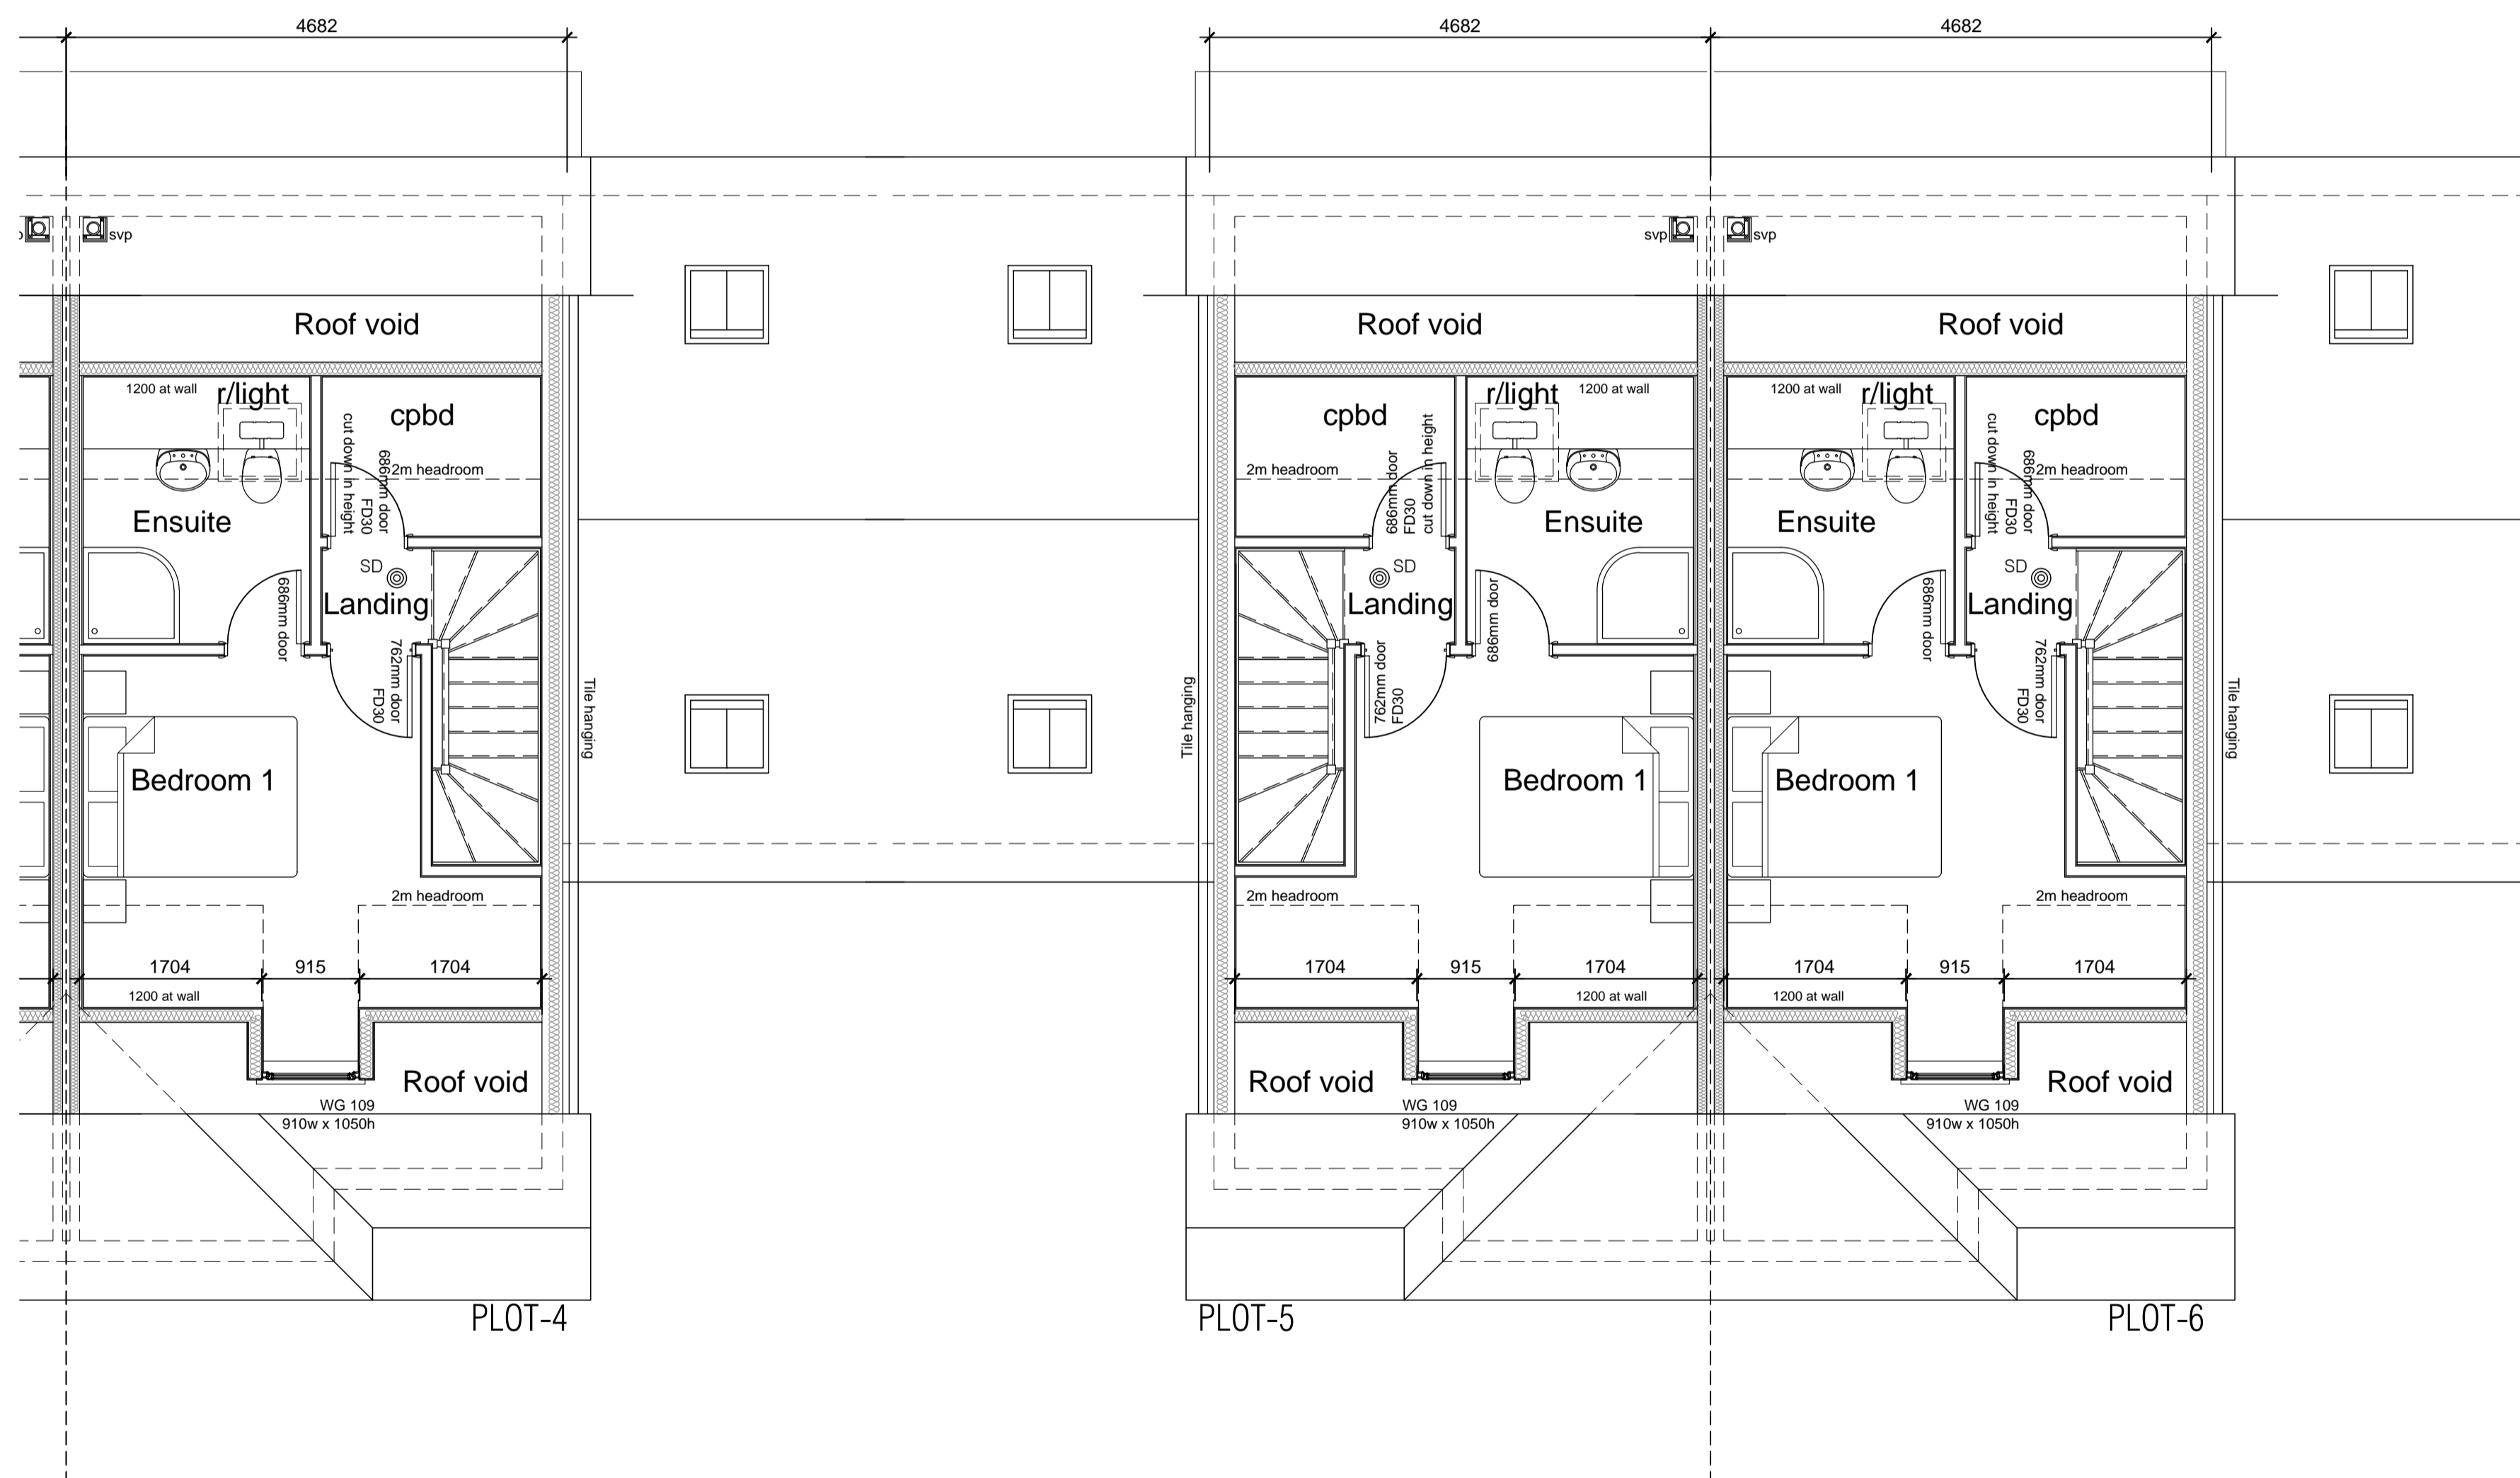 4682
4682
4682
svp
svp
svp
Roof void
Roof void
Roof void
1200 at wall
r/light
cpbd
cut down in height
686mm door
FD30
2m headroom
Ensuite
SD
Landing
686mm door
762mm door
FD30
Tile hanging
Bedroom 1
2m headroom
1704
915
1704
1200 at wall
Roof void
WG 109
910w x 1050h
PLOT-4
cpbd
r/light
1200 at wall
2m headroom
686mm door
FD30
cut down in height
Ensuite
SD
Landing
686mm door
762mm door
FD30
Tile hanging
Bedroom 1
2m headroom
1704
915
1704
1200 at wall
Roof void
WG 109
910w x 1050h
PLOT-5
1200 at wall
r/light
cpbd
cut down in height
686mm door
FD30
2m headroom
Ensuite
SD
Landing
686mm door
762mm door
FD30
Tile hanging
Bedroom 1
2m headroom
1704
915
1704
1200 at wall
Roof void
WG 109
910w x 1050h
PLOT-6